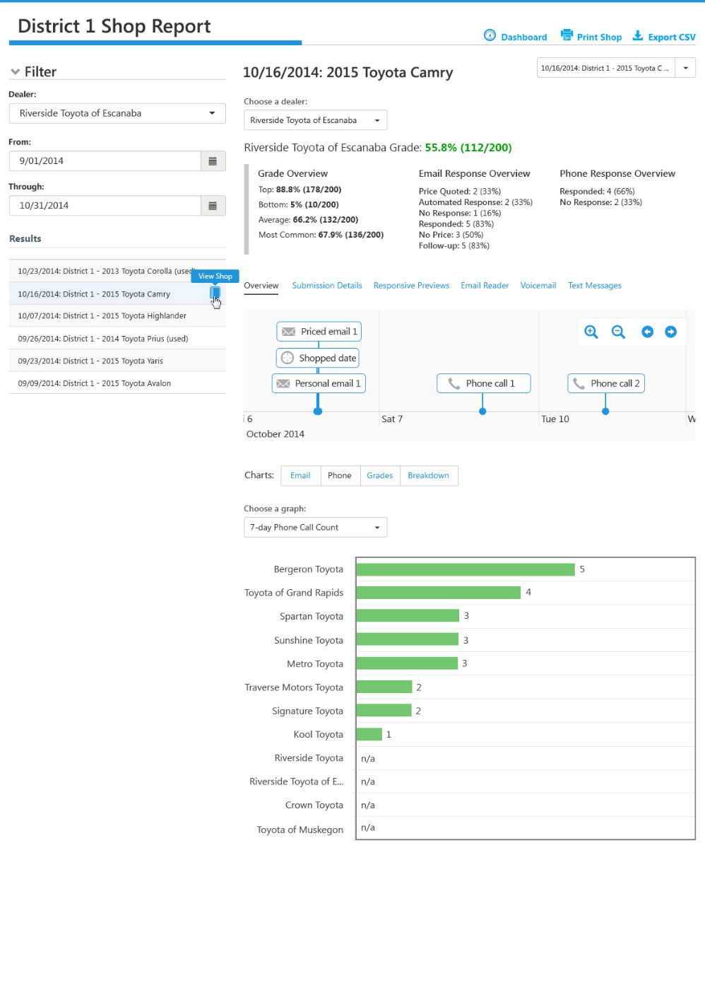 District 1 Shop Report
Dashboard
Print Shop
Export CSV
Filter
Dealer:
Riverside Toyota of Escanaba
From:
9/01/2014
Through:
10/31/2014
Results
10/23/2014: District 1 - 2013 Toyota Corolla (used
View Shop
10/16/2014: District 1 - 2015 Toyota Camry
10/07/2014: District 1 - 2015 Toyota Highlander
09/26/2014: District 1 - 2014 Toyota Prius (used)
09/23/2014: District 1 - 2015 Toyota Yaris
09/09/2014: District 1 - 2015 Toyota Avalon
10/16/2014: 2015 Toyota Camry
10/16/2014: District 1 - 2015 Toyota C ...
Choose a dealer:
Riverside Toyota of Escanaba
Riverside Toyota of Escanaba Grade: 55.8% (112/200)
Grade Overview
Top: 88.8% (178/200)
Bottom: 5% (10/200)
Average: 66.2% (132/200)
Most Common: 67.9% (136/200)
Email Response Overview
Price Quoted: 2 (33%)
Automated Response: 2 (33%)
No Response: 1 (16%)
Responded: 5 (83%)
No Price: 3 (50%)
Follow-up: 5 (83%)
Phone Response Overview
Responded: 4 (66%)
No Response: 2 (33%)
Overview
Submission Details
Responsive Previews
Email Reader
Voicemail
Text Messages
Priced email 1
Shopped date
Personal email 1
Phone call 1
Phone call 2
i 6
Sat 7
Tue 10
W
October 2014
Charts:
Email
Phone
Grades
Breakdown
Choose a graph:
7-day Phone Call Count
Bergeron Toyota 5
Toyota of Grand Rapids 4
Spartan Toyota 3
Sunshine Toyota 3
Metro Toyota 3
Traverse Motors Toyota 2
Signature Toyota 2
Kool Toyota 1
Riverside Toyota n/a
Riverside Toyota of E... n/a
Crown Toyota n/a
Toyota of Muskegon n/a